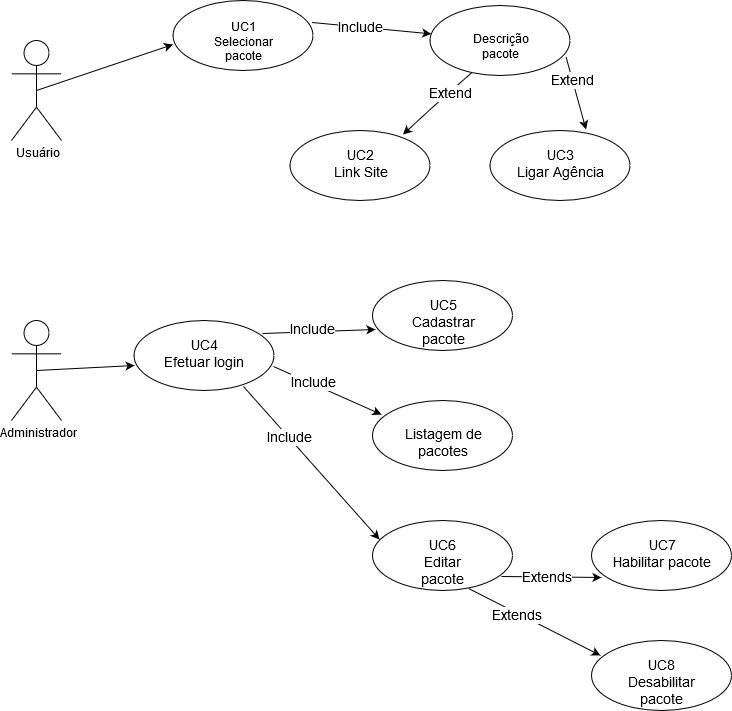 UC1
Selecionar
pacote
Include
Descrição
pacote
Usuário
Extend
Extend
UC2
Link Site
UC3
Ligar Agência
Administrador
UC4
Efetuar login
Include
UC5
Cadastrar
pacote
Include
Listagem de
pacotes
Include
UC6
Editar
pacote
Extends
UC7
Habilitar pacote
Extends
UC8
Desabilitar
pacote